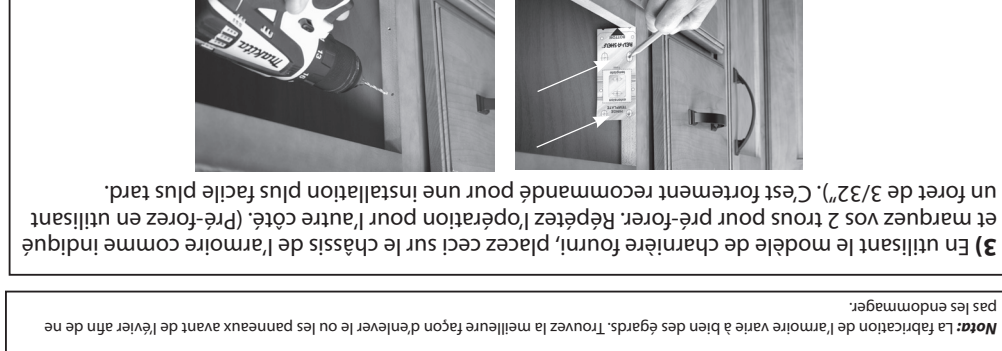 Nota: La fabrication de l'armoire varie à bien des égards. Trouvez la meilleure façon d'enlever le ou les panneaux avant de l'évier afin de ne
pas les endommager.
3) En utilisant le modèle de charnière fourni, placez ceci sur le châssis de l'armoire comme indiqué
et marquez vos 2 trous pour pré-forer. Répétez l'opération pour l'autre côté. (Pré-forez en utilisant
un foret de 3/32"). C'est fortement recommandé pour une installation plus facile plus tard.
REV-A-SHELF
makita